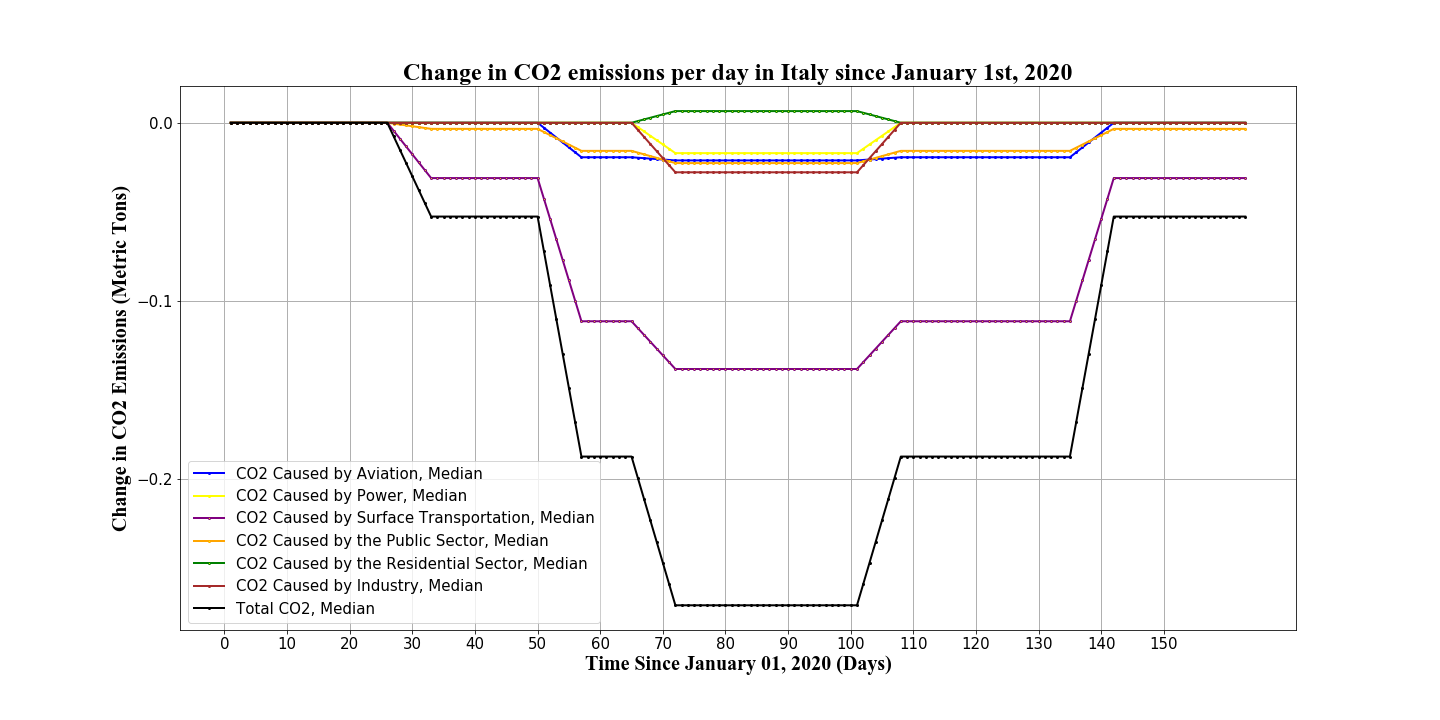 Change in CO2 emissions per day in Italy since January 1st, 2020
Change in CO2 Emissions (Metric Tons)
0.0
−0.1
−0.2
CO2 Caused by Aviation, Median
CO2 Caused by Power, Median
CO2 Caused by Surface Transportation, Median
CO2 Caused by the Public Sector, Median
CO2 Caused by the Residential Sector, Median
CO2 Caused by Industry, Median
Total CO2, Median
0 10 20 30 40 50 60 70 80 90 100 110 120 130 140 150
Time Since January 01, 2020 (Days)